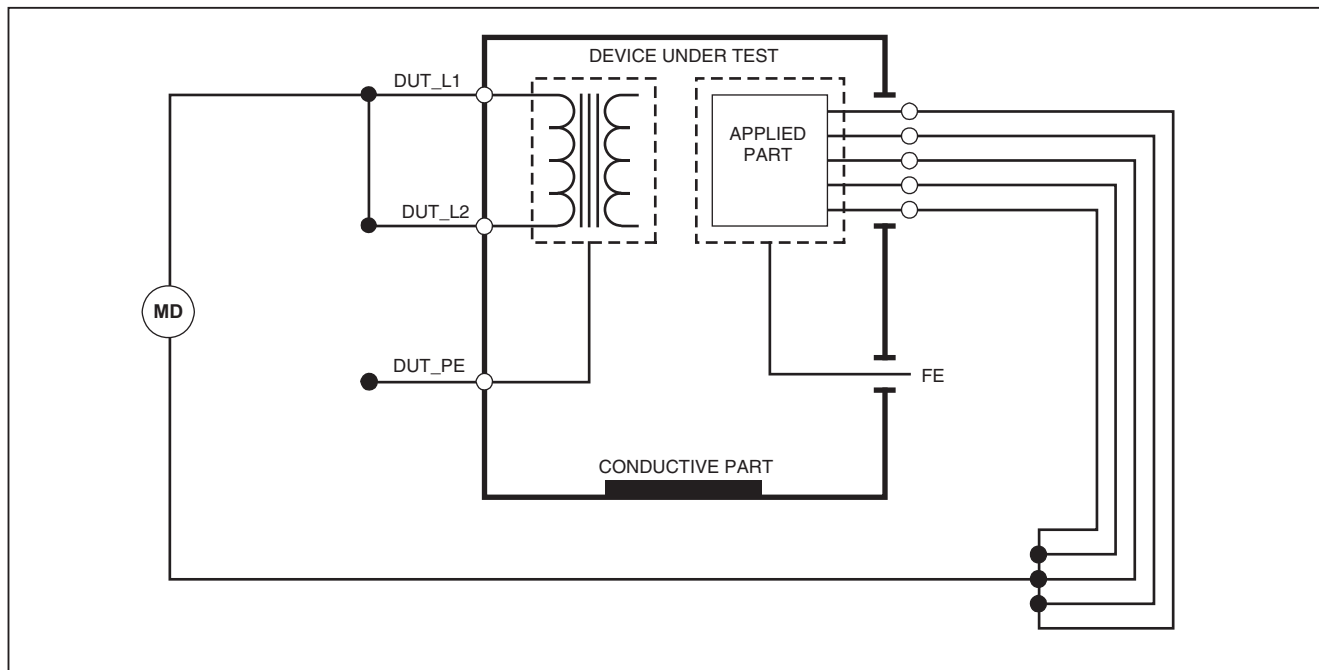 DEVICE UNDER TEST
DUT_L1
APPLIED
PART
DUT_L2
MD
DUT_PE
FE
CONDUCTIVE PART